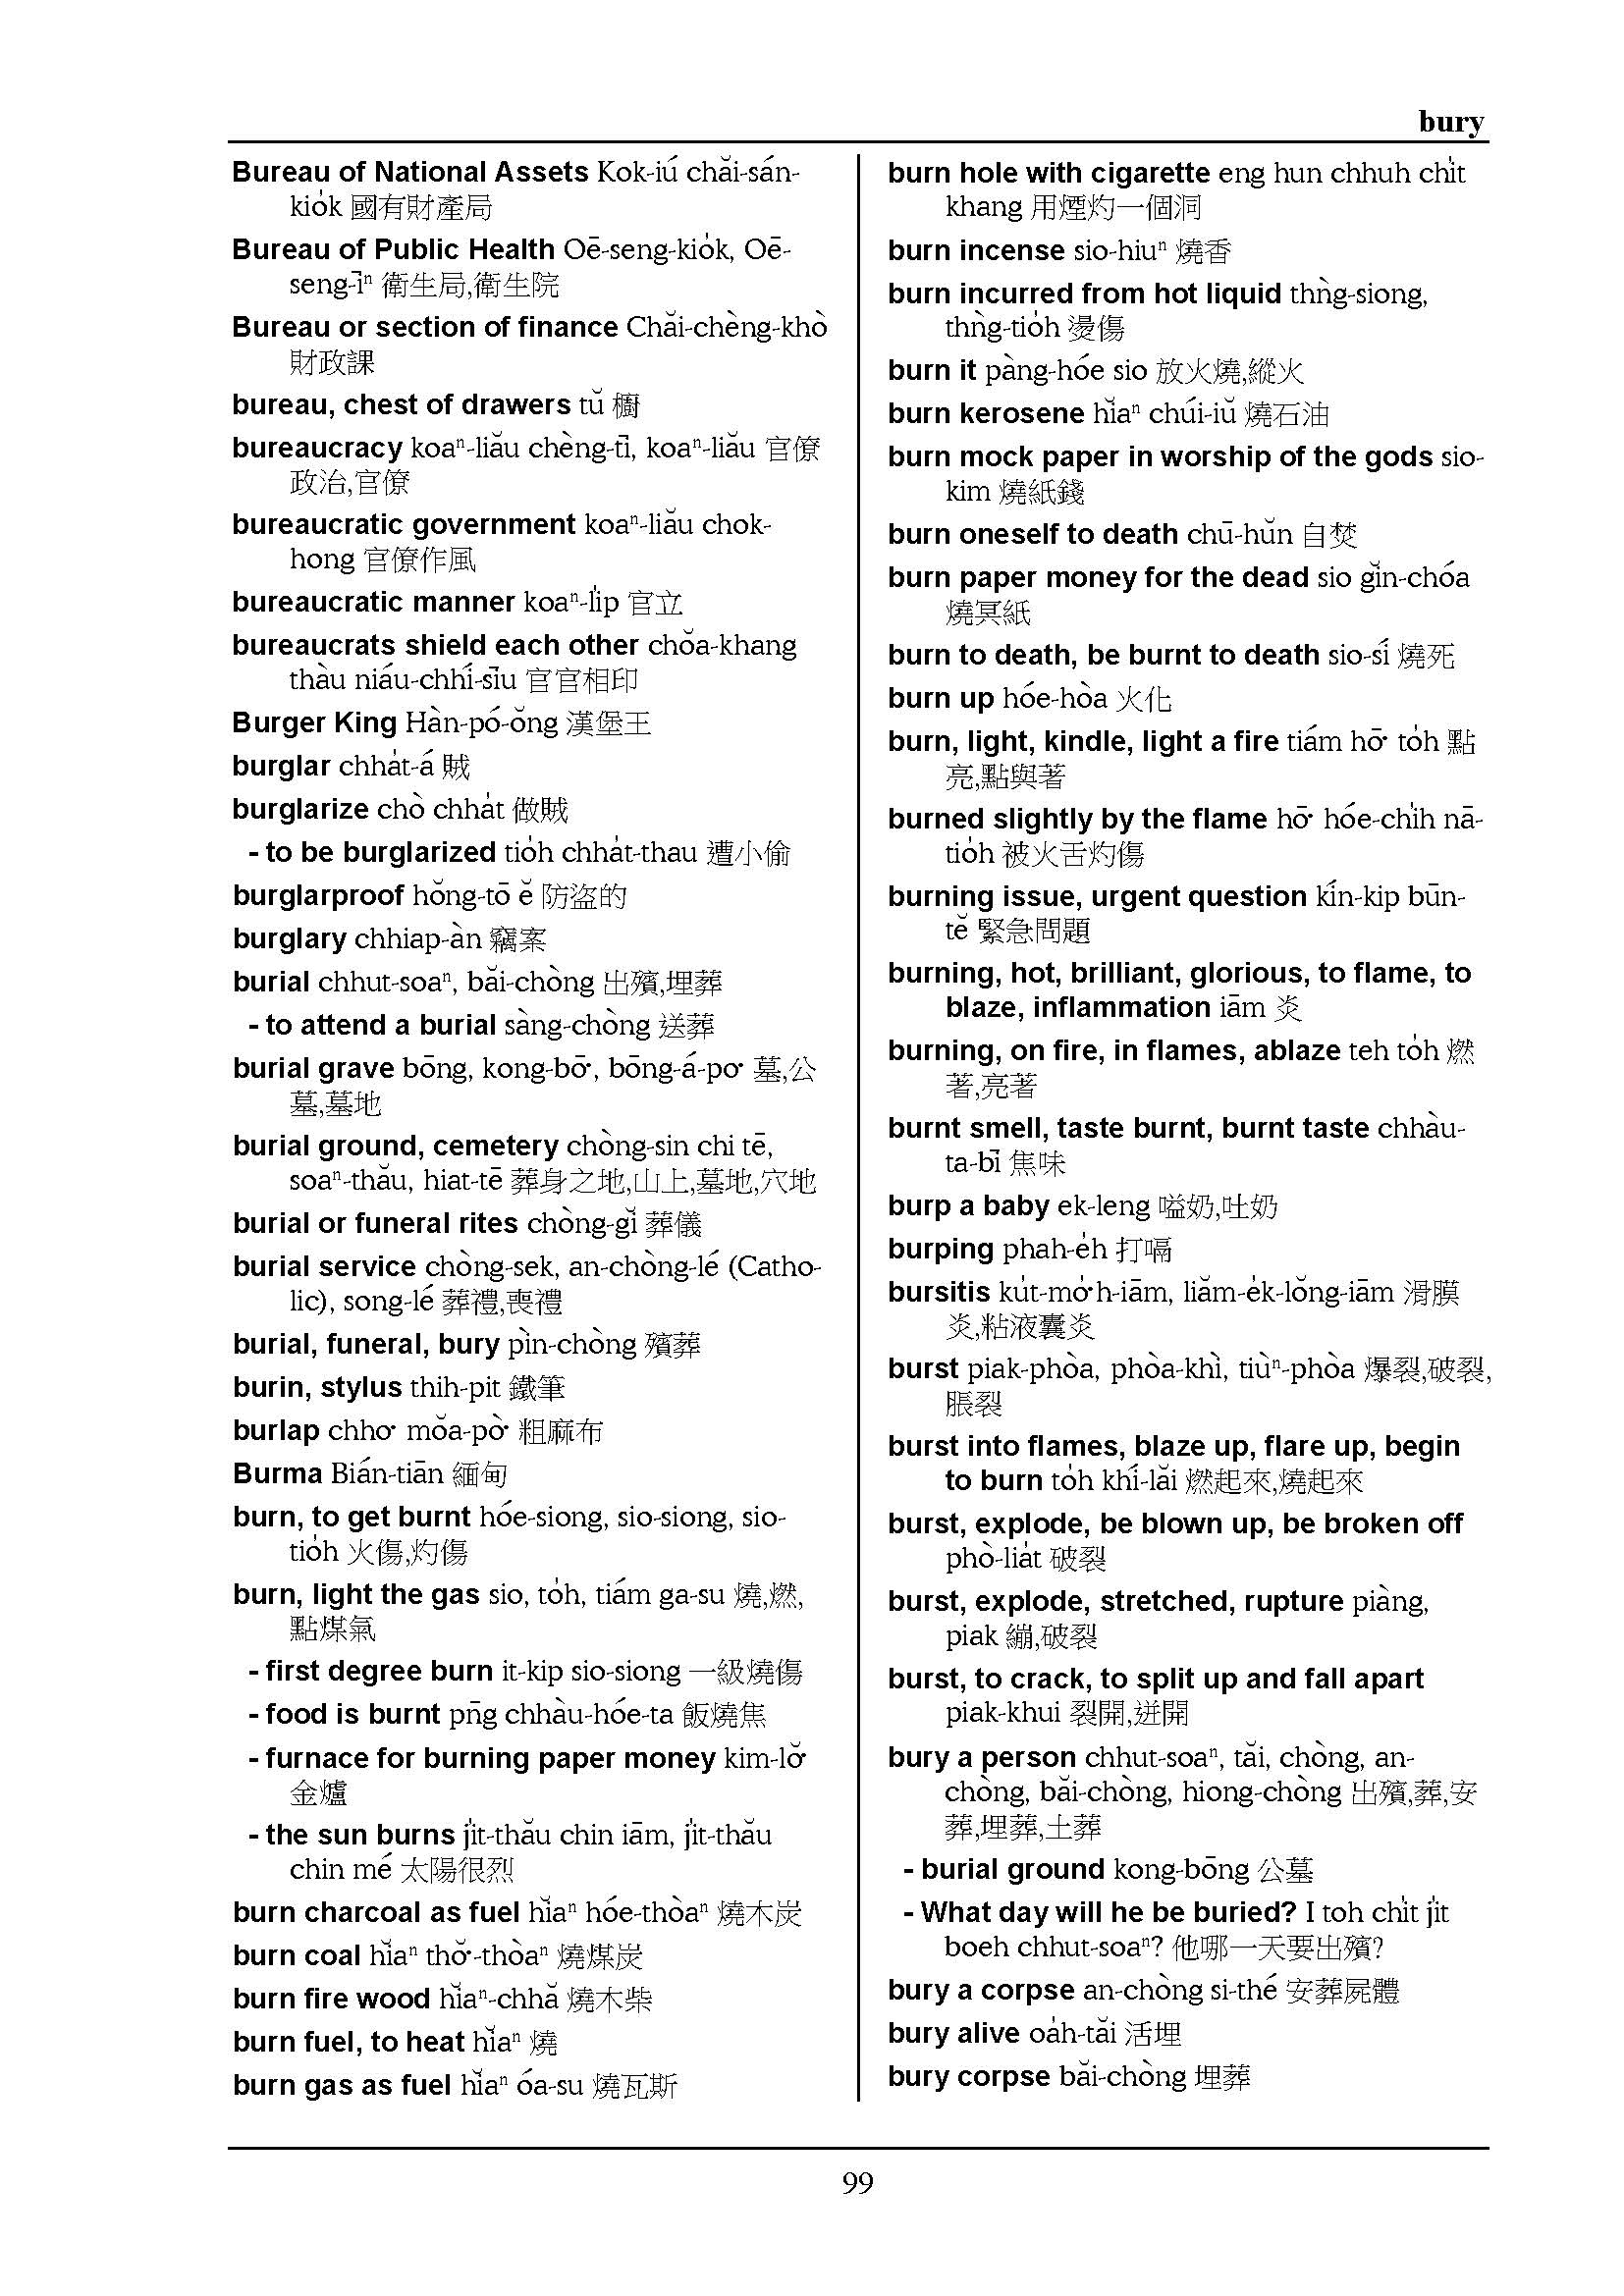 bury
Bureau of National Assets Kok-iú chăi-sán-
kio̍k 國有財產局
Bureau of Public Health Oē-seng-kio̍k, Oē-
seng-īⁿ 衛生局,衛生院
Bureau or section of finance Chăi-chèng-khò
財政課
bureau, chest of drawers tŭ 櫥
bureaucracy koaⁿ-liău chèng-tī, koaⁿ-liău 官僚
政治,官僚
bureaucratic government koaⁿ-liău chok-
hong 官僚作風
bureaucratic manner koaⁿ-li̍p 官立
bureaucrats shield each other chŏa-khang
thàu niáu-chhí-sīu 官官相印
Burger King Hàn-pó-ŏng 漢堡王
burglar chha̍t-á 賊
burglarize chò chha̍t 做賊
- to be burglarized tio̍h chha̍t-thau 遭小偷
burglarproof hŏng-tō ĕ 防盜的
burglary chhiap-àn 竊案
burial chhut-soaⁿ, băi-chòng 出殯,埋葬
- to attend a burial sàng-chòng 送葬
burial grave bōng, kong-bō͘, bōng-á-po͘ 墓,公
墓,墓地
burial ground, cemetery chòng-sin chi tē,
soaⁿ-thău, hiat-tē 葬身之地,山上,墓地,穴地
burial or funeral rites chòng-gĭ 葬儀
burial service chòng-sek, an-chòng-lé (Catho-
lic), song-lé 葬禮,喪禮
burial, funeral, bury pìn-chòng 殯葬
burin, stylus thih-pit 鐵筆
burlap chho͘ mŏa-pò͘ 粗麻布
Burma Bián-tiān 緬甸
burn, to get burnt hóe-siong, sio-siong, sio-
tio̍h 火傷,灼傷
burn, light the gas sio, to̍h, tiám ga-su 燒,燃,
點煤氣
- first degree burn it-kip sio-siong 一級燒傷
- food is burnt pn̄g chhàu-hóe-ta 飯燒焦
- furnace for burning paper money kim-lŏ͘
金爐
- the sun burns ji̍t-thău chin iām, ji̍t-thău
chin mé 太陽很烈
burn charcoal as fuel hĭaⁿ hóe-thòaⁿ 燒木炭
burn coal hĭaⁿ thŏ͘-thòaⁿ 燒煤炭
burn fire wood hĭaⁿ-chhă 燒木柴
burn fuel, to heat hĭaⁿ 燒
burn gas as fuel hĭaⁿ óa-su 燒瓦斯
burn hole with cigarette eng hun chhuh chi̍t
khang 用煙灼一個洞
burn incense sio-hiuⁿ 燒香
burn incurred from hot liquid thǹg-siong,
thǹg-tio̍h 燙傷
burn it pàng-hóe sio 放火燒,縱火
burn kerosene hĭaⁿ chúi-iŭ 燒石油
burn mock paper in worship of the gods sio-
kim 燒紙錢
burn oneself to death chū-hŭn 自焚
burn paper money for the dead sio gĭn-chóa
燒冥紙
burn to death, be burnt to death sio-sí 燒死
burn up hóe-hòa 火化
burn, light, kindle, light a fire tiám hō͘ to̍h 點
亮,點與著
burned slightly by the flame hō͘ hóe-chi̍h nā-
tio̍h 被火舌灼傷
burning issue, urgent question kín-kip būn-
tĕ 緊急問題
burning, hot, brilliant, glorious, to flame, to
blaze, inflammation iām 炎
burning, on fire, in flames, ablaze teh to̍h 燃
著,亮著
burnt smell, taste burnt, burnt taste chhàu-
ta-bī 焦味
burp a baby ek-leng 嗌奶,吐奶
burping phah-e̍h 打嗝
bursitis ku̍t-mo̍͘h-iām, liăm-e̍k-lŏng-iām 滑膜
炎,粘液囊炎
burst piak-phòa, phòa-khì, tiùⁿ-phòa 爆裂,破裂,
脹裂
burst into flames, blaze up, flare up, begin
to burn to̍h khí-lăi 燃起來,燒起來
burst, explode, be blown up, be broken off
phò-lia̍t 破裂
burst, explode, stretched, rupture piàng,
piak 繃,破裂
burst, to crack, to split up and fall apart
piak-khui 裂開,迸開
bury a person chhut-soaⁿ, tăi, chòng, an-
chòng, băi-chòng, hiong-chòng 出殯,葬,安
葬,埋葬,土葬
- burial ground kong-bōng 公墓
- What day will he be buried? I toh chi̍t ji̍t
boeh chhut-soaⁿ? 他哪一天要出殯?
bury a corpse an-chòng si-thé 安葬屍體
bury alive oa̍h-tăi 活埋
bury corpse băi-chòng 埋葬
99